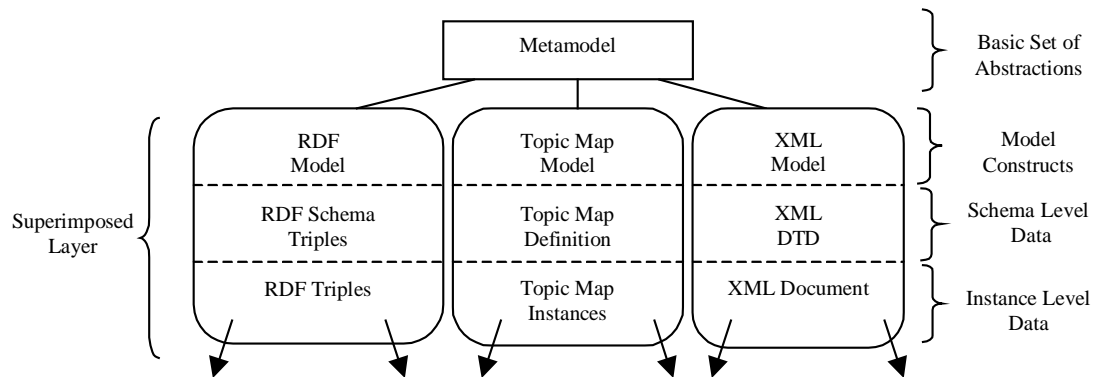 Metamodel
Basic Set of
Abstractions
RDF
Model
Topic Map
Model
XML
Model
Model
Constructs
Superimposed
Layer
RDF Schema
Triples
Topic Map
Definition
XML
DTD
Schema Level
Data
RDF Triples
Topic Map
Instances
XML Document
Instance Level
Data